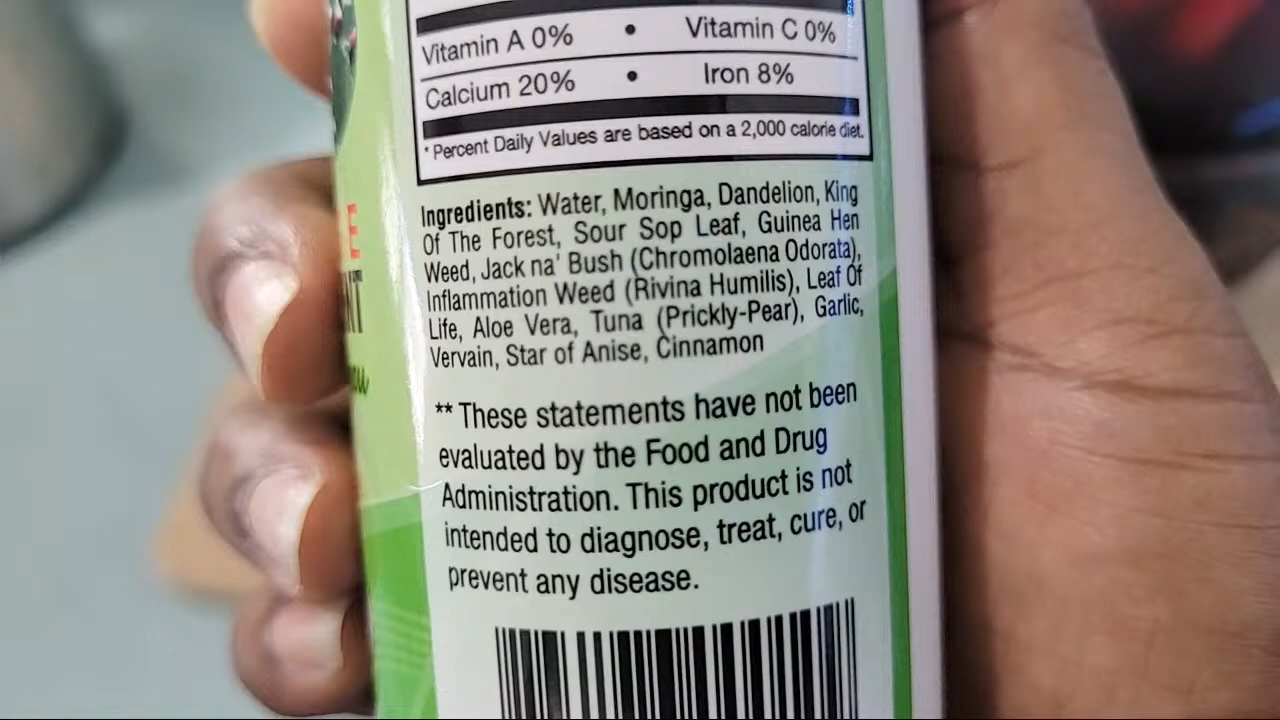 Vitamin A 0% • Vitamin C 0%
Calcium 20% • Iron 8%
* Percent Daily Values are based on a 2,000 calorie diet.
Ingredients: Water, Moringa, Dandelion, King
Of The Forest, Sour Sop Leaf, Guinea Hen
Weed, Jack na' Bush (Chromolaena Odorata),
Inflammation Weed (Rivina Humilis), Leaf Of
Life, Aloe Vera, Tuna (Prickly-Pear), Garlic,
Vervain, Star of Anise, Cinnamon
** These statements have not been
evaluated by the Food and Drug
Administration. This product is not
intended to diagnose, treat, cure, or
prevent any disease.